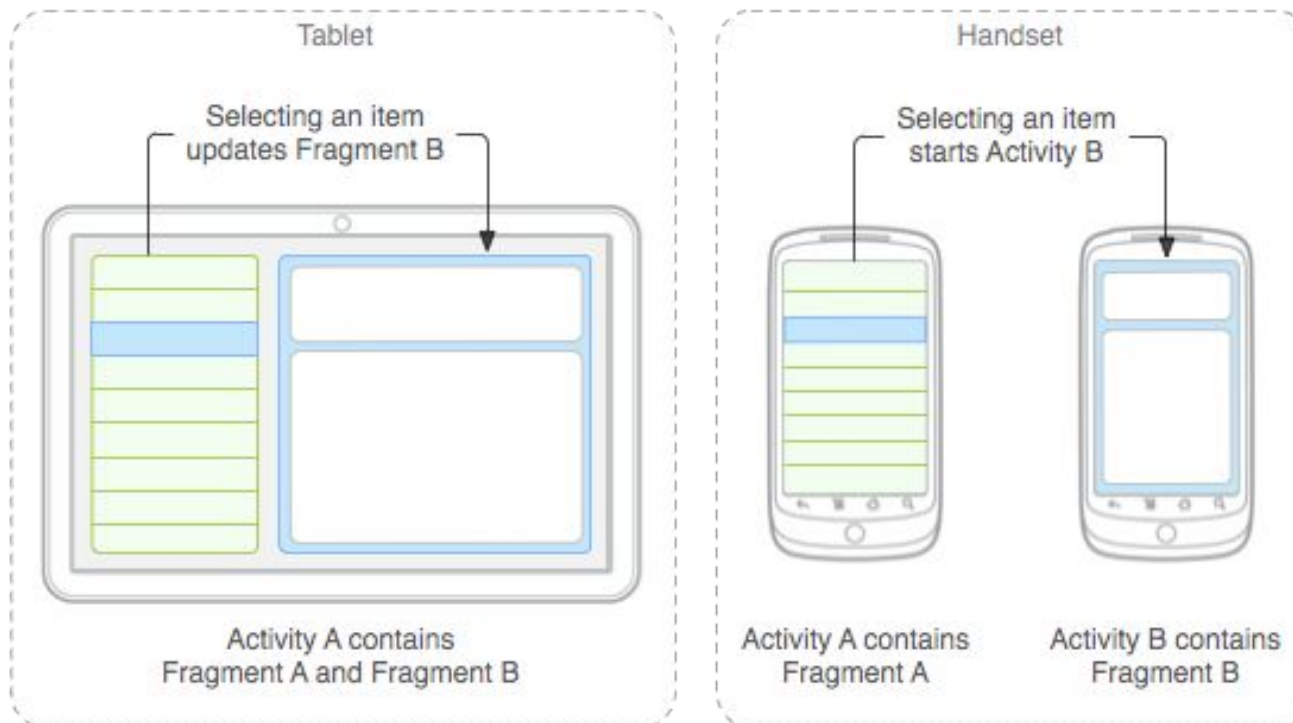 Tablet
Selecting an item
updates Fragment B
Activity A contains
Fragment A and Fragment B
Handset
Selecting an item
starts Activity B
Activity A contains
Fragment A
Activity B contains
Fragment B